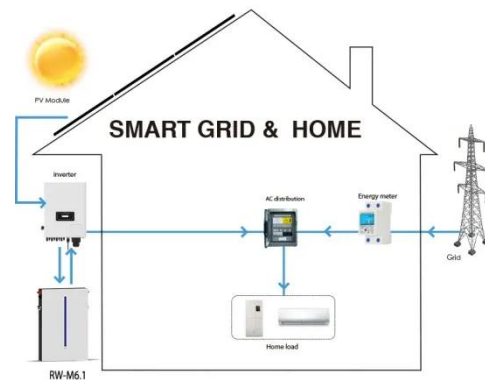 PV Module
SMART GRID & HOME
inverter
AC distribution
Energy meter
Grid
Home load
RW-M6.1